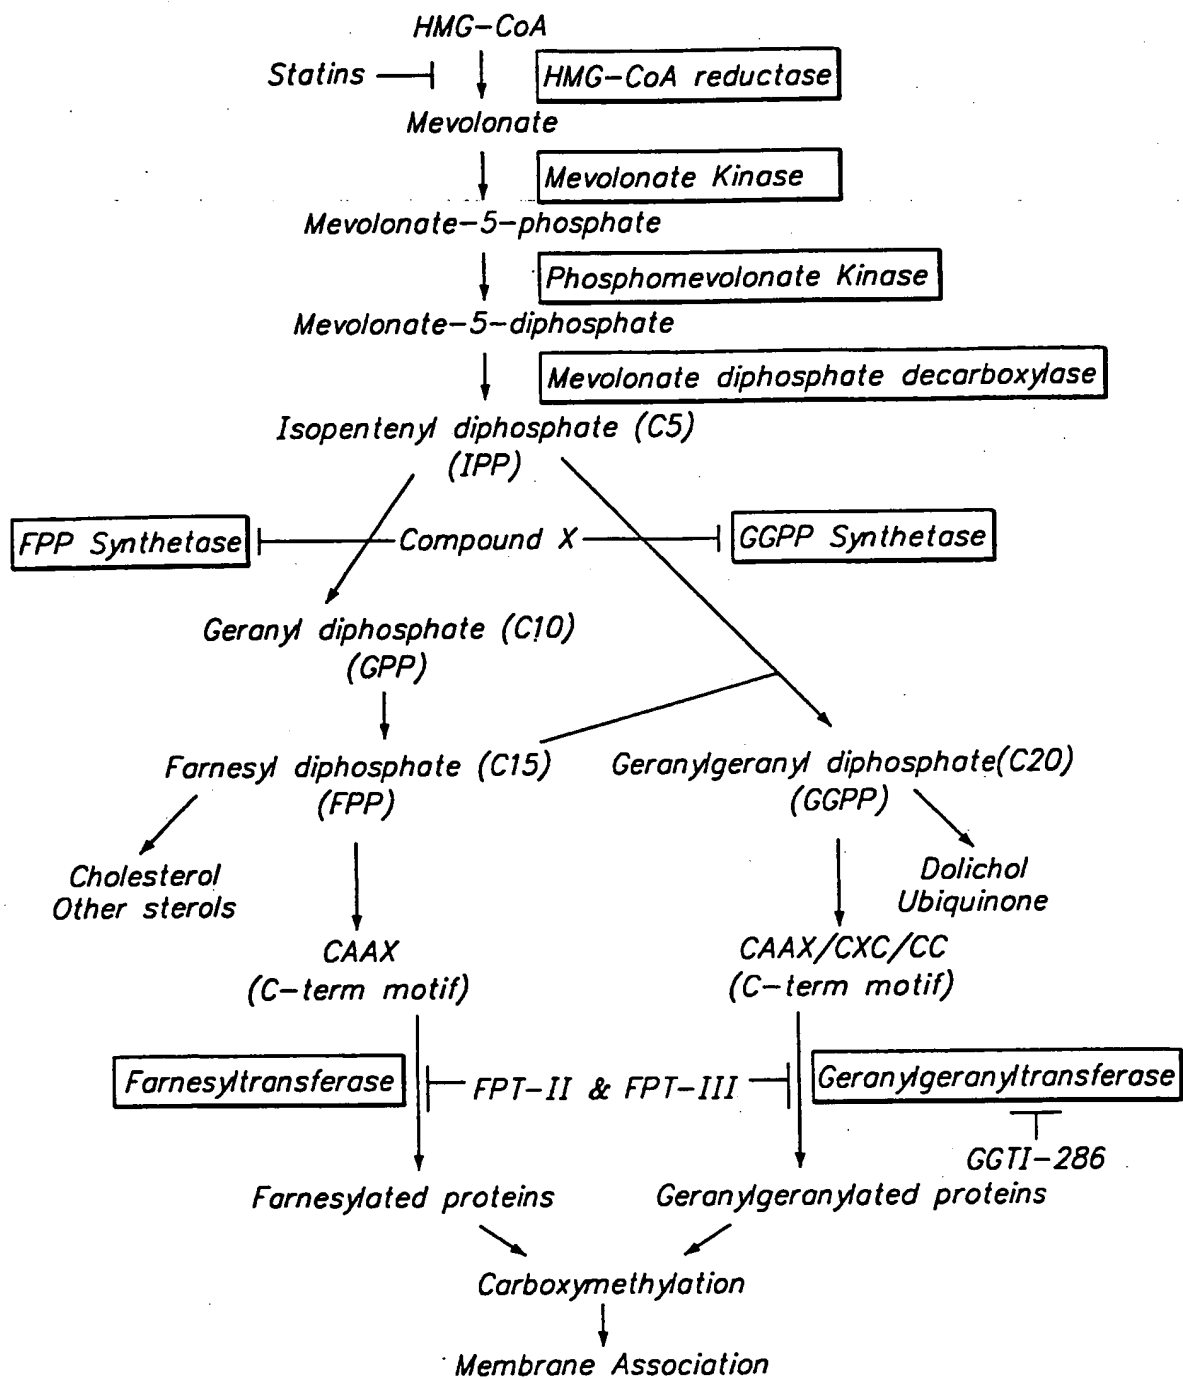 HMG-CoA
Statins
HMG-CoA reductase
Mevolonate
Mevolonate Kinase
Mevolonate-5-phosphate
Phosphomevolonate Kinase
Mevolonate-5-diphosphate
Mevolonate diphosphate decarboxylase
Isopentenyl diphosphate (C5)
(IPP)
FPP Synthetase
Compound X
GGPP Synthetase
Geranyl diphosphate (C10)
(GPP)
Farnesyl diphosphate (C15)
(FPP)
Geranylgeranyl diphosphate(C20)
(GGPP)
Cholesterol
Other sterols
Dolichol
Ubiquinone
CAAX
(C-term motif)
CAAX/CXC/CC
(C-term motif)
Farnesyltransferase
FPT-II & FPT-III
Geranylgeranyltransferase
GGTI-286
Farnesylated proteins
Geranylgeranylated proteins
Carboxymethylation
Membrane Association